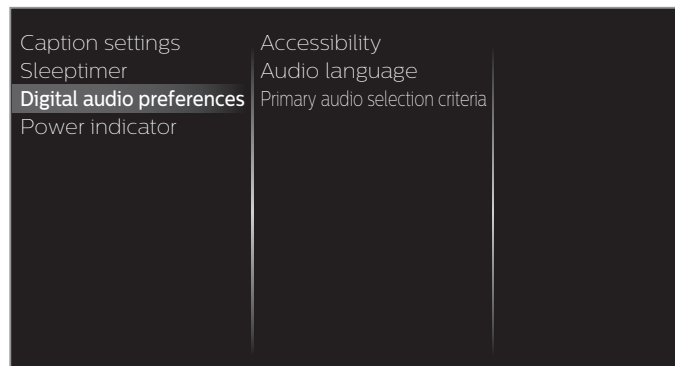 Caption settings
Sleeptimer
Digital audio preferences
Power indicator
Accessibility
Audio language
Primary audio selection criteria